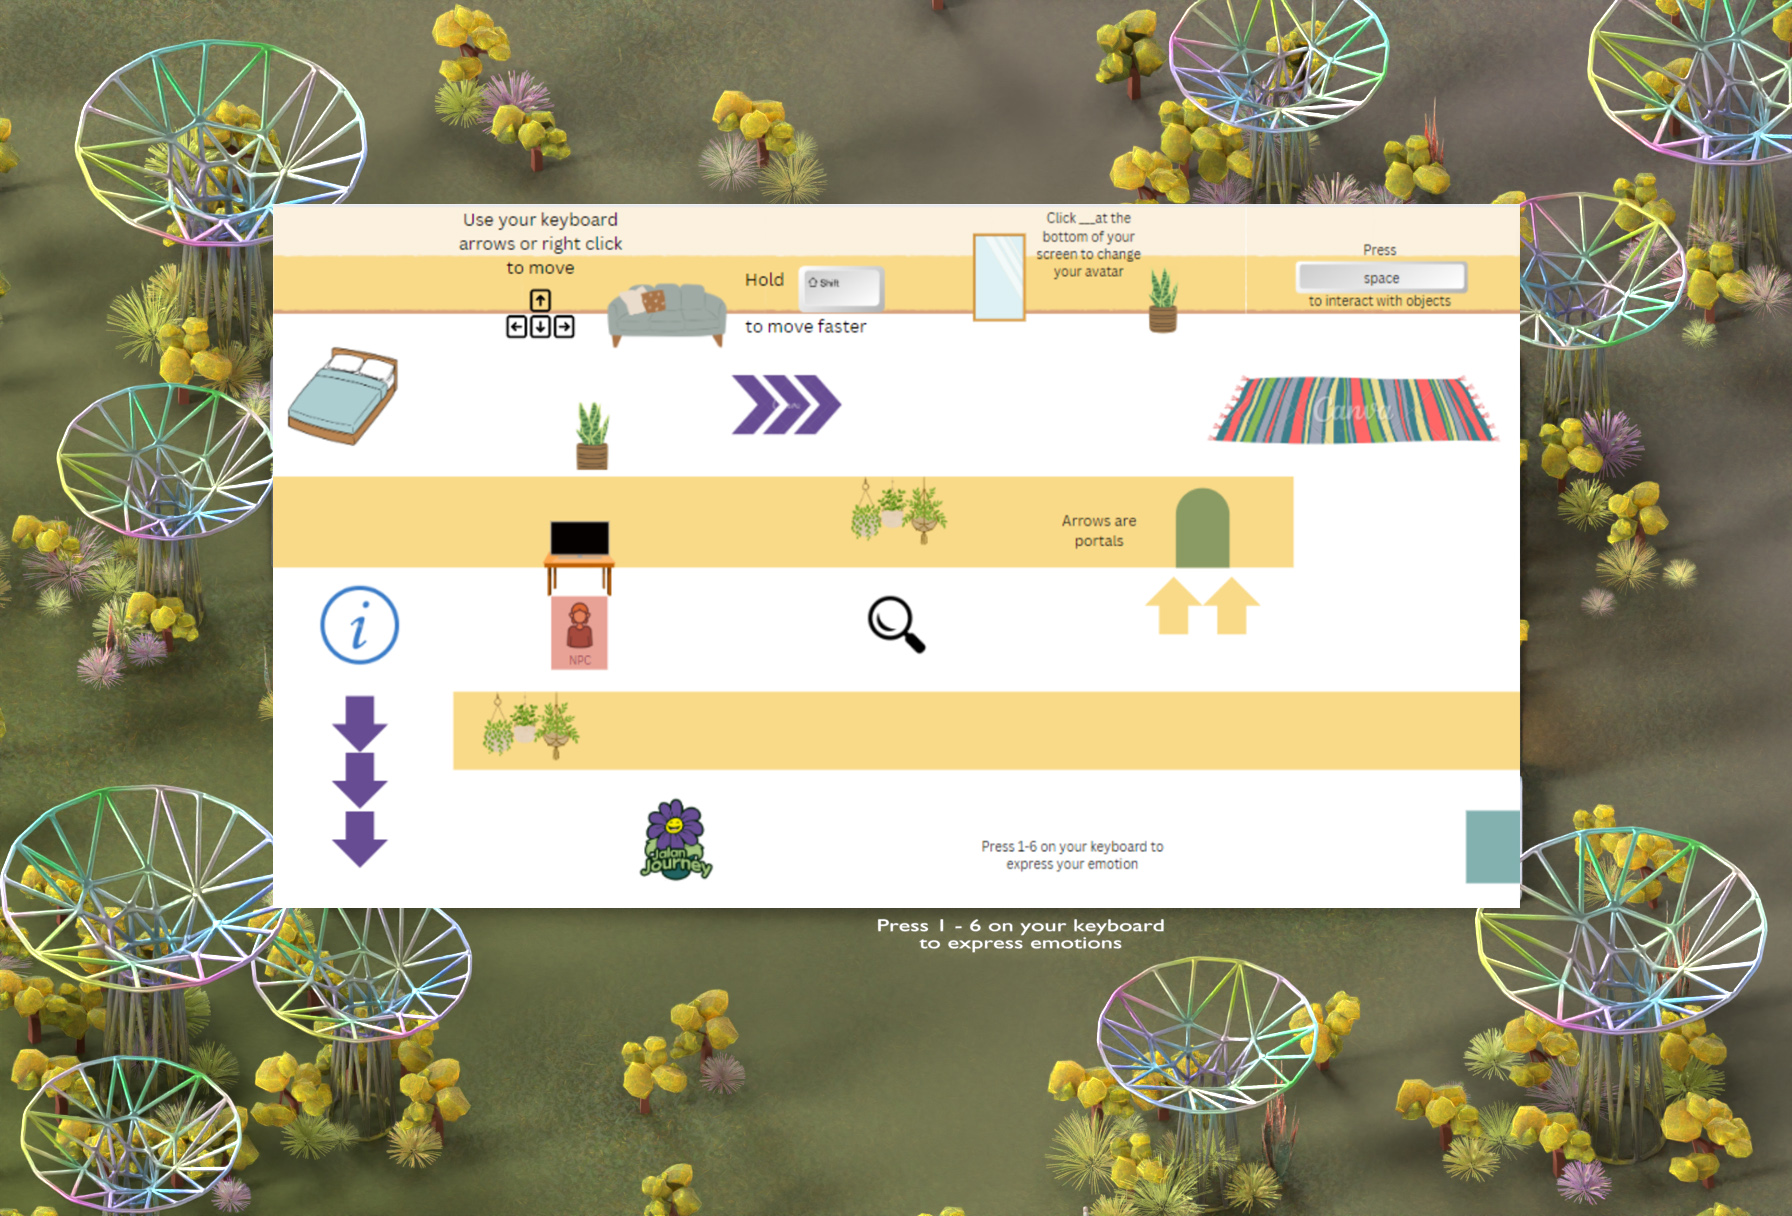 Use your keyboard
arrows or right click
to move
Hold
Shift
to move faster
Click __at the
bottom of your
screen to change
your avatar
Press
space
to interact with objects
Canva
Arrows are
portals
NPC
Jalan
Journey
Press 1-6 on your keyboard to
express your emotion
Press 1 - 6 on your keyboard
to express emotions